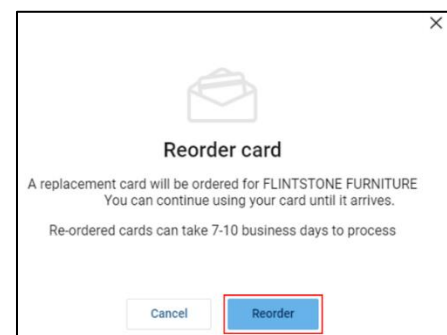 Reorder card
A replacement card will be ordered for FLINTSTONE FURNITURE
You can continue using your card until it arrives.
Re-ordered cards can take 7-10 business days to process
Cancel Reorder